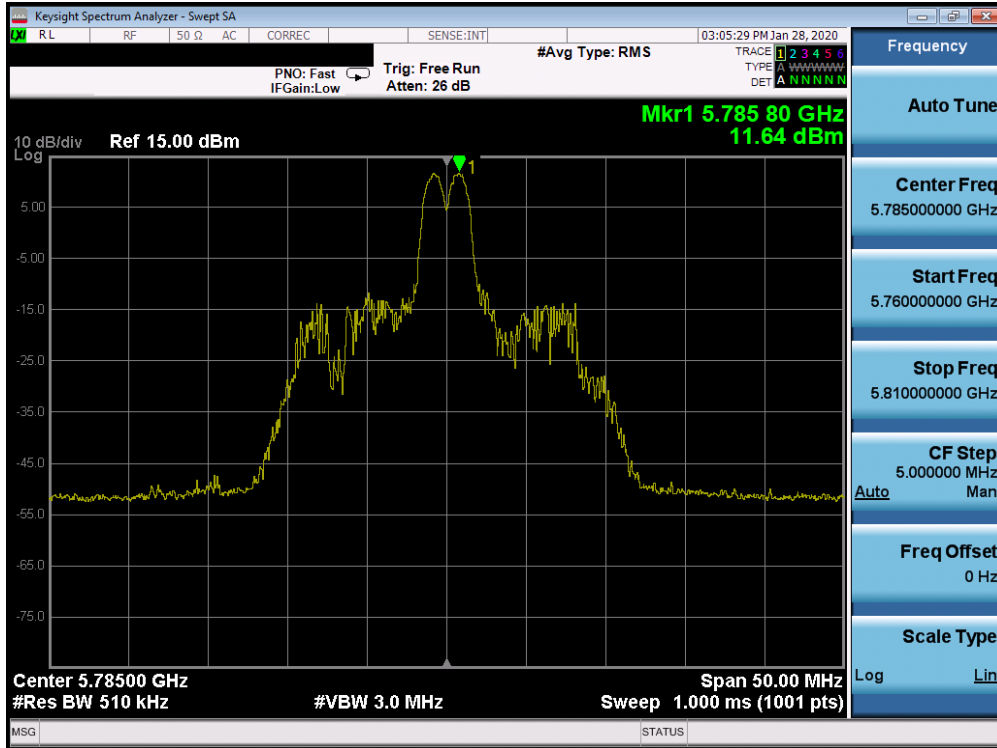 Keysight Spectrum Analyzer - Swept SA
LXI RL RF 50 Ω AC CORREC SENSE:INT 03:05:29 PM Jan 28, 2020
#Avg Type: RMS TRACE 1 2 3 4 5 6
PNO: Fast Trig: Free Run TYPE A WWWWW
IFGain:Low Atten: 26 dB DET A N N N N N
Mkr1 5.785 80 GHz
11.64 dBm
10 dB/div Ref 15.00 dBm
Log
1
5.00
-5.00
-15.0
-25.0
-35.0
-45.0
-55.0
-65.0
-75.0
Center 5.78500 GHz Span 50.00 MHz
#Res BW 510 kHz #VBW 3.0 MHz Sweep 1.000 ms (1001 pts)
MSG STATUS
Frequency
Auto Tune
Center Freq
5.785000000 GHz
Start Freq
5.760000000 GHz
Stop Freq
5.810000000 GHz
CF Step
5.000000 MHz
Auto Man
Freq Offset
0 Hz
Scale Type
Log Lin